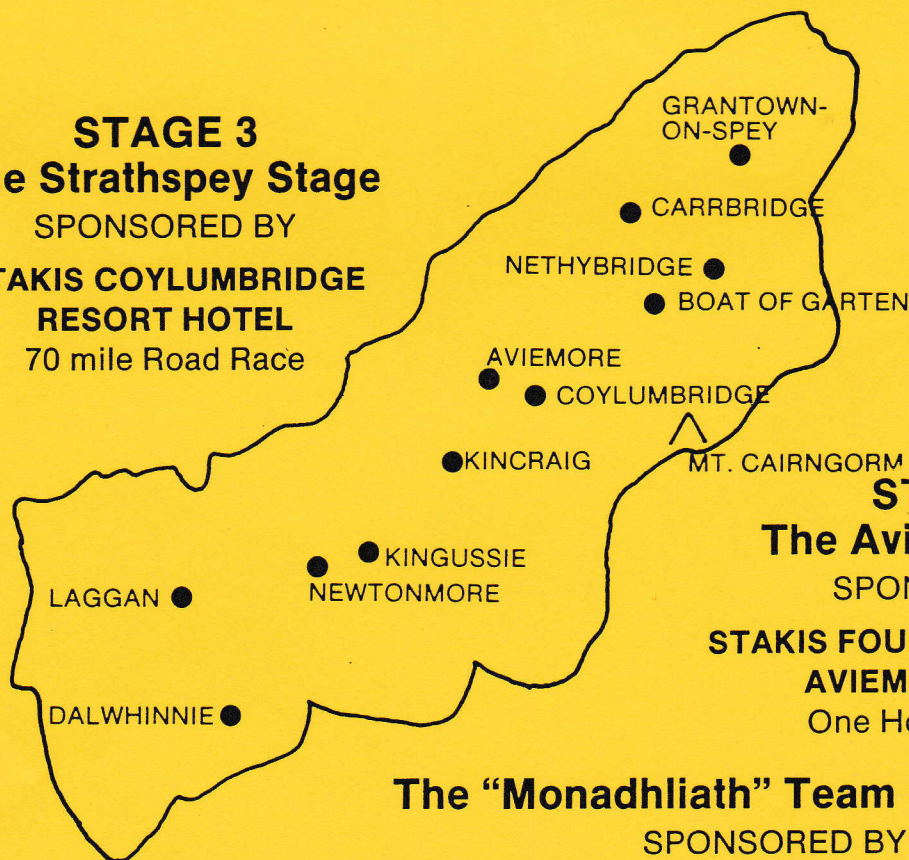 STAGE 3
e Strathspey Stage
SPONSORED BY
TAKIS COYLUMBRIDGE
RESORT HOTEL
70 mile Road Race
GRANTOWN-
ON-SPEY
CARRBRIDGE
NETHYBRIDGE
BOAT OF GARTEN
AVIEMORE
COYLUMBRIDGE
KINCRAIG
MT. CAIRNGORM
KINGUSSIE
NEWTONMORE
LAGGAN
DALWHINNIE
ST
The Avi
SPON
STAKIS FOU
AVIEM
One Ho
The “Monadhliath” Team
SPONSORED BY